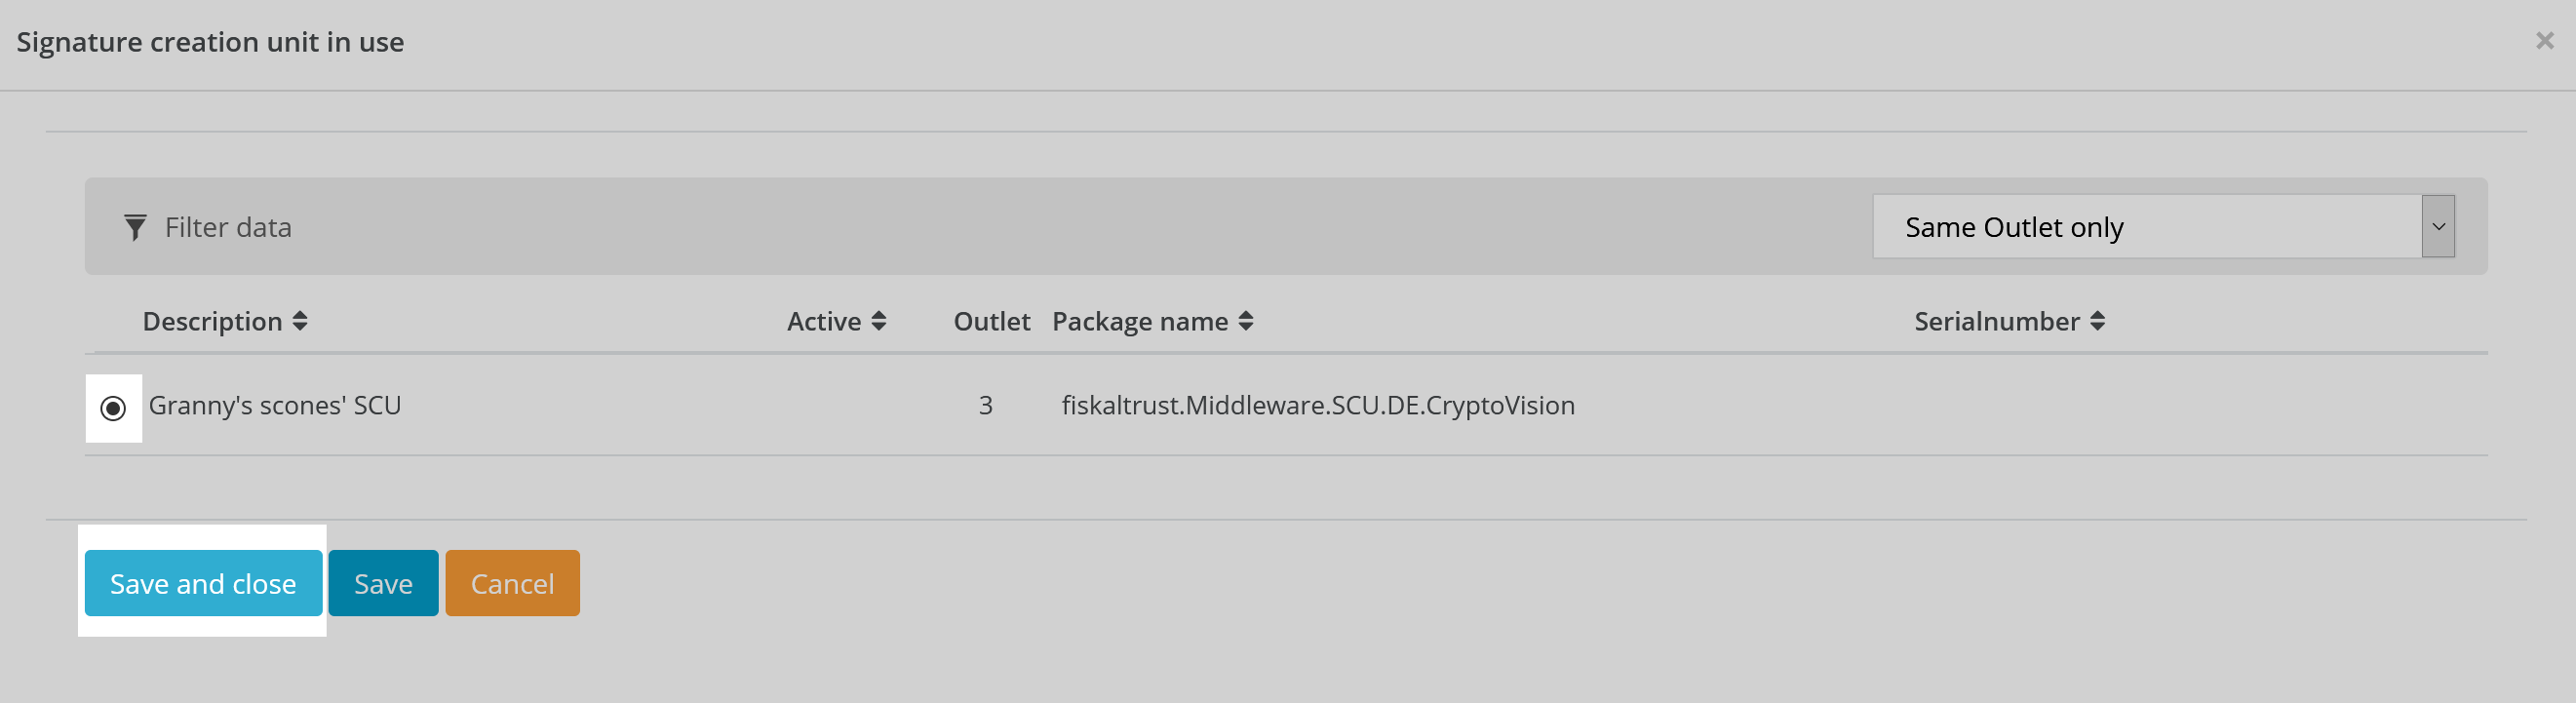 Signature creation unit in use
Filter data Same Outlet only
Description Active Outlet Package name Serialnumber
Granny's scones' SCU 3 fiskaltrust.Middleware.SCU.DE.CryptoVision
Save and close Save Cancel